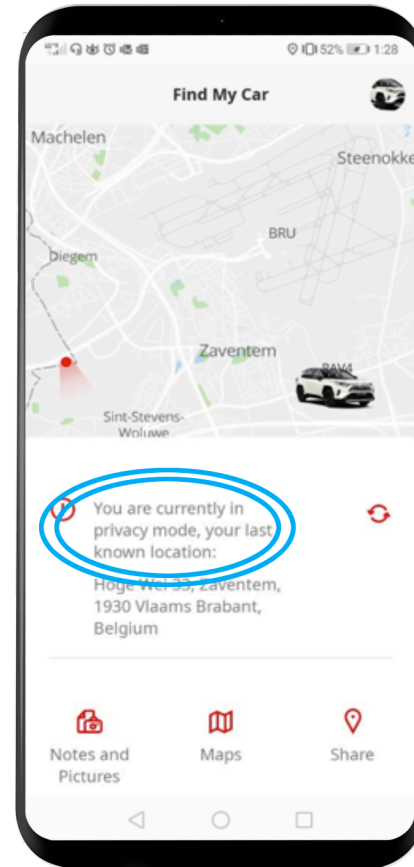 52% 1:28
Find My Car
Machelen
Steenokke
BRU
Diegem
Zaventem
RAV4
Sint-Stevens-
Woluwe
You are currently in
privacy mode, your last
known location:
Hoge Wei 33, Zaventem,
1930 Vlaams Brabant,
Belgium
Notes and
Pictures
Maps
Share